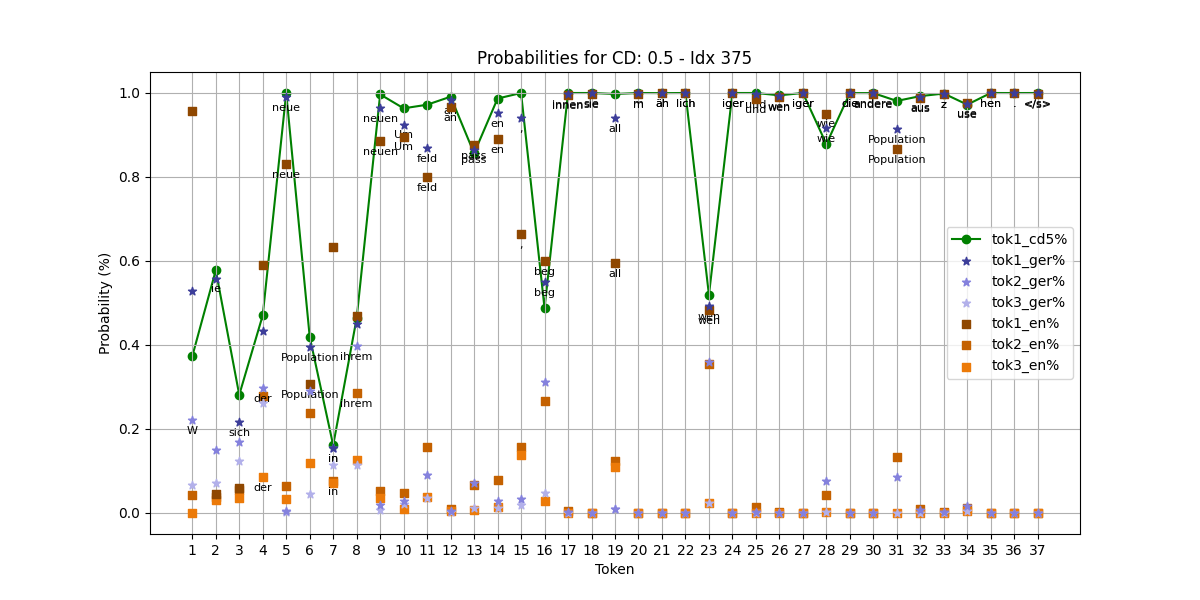 Probabilities for CD: 0.5 - Idx 375
Probability (%)
1.0
0.8
0.6
0.4
0.2
0.0
neue
neue
neuen
neuen
Um
Um
feld
feld
an
an
pass
pass
en
en
,
,
beg
beg
Innen
sie
all
all
m
äh
lich
wen
wen
iger
und
und
wen
iger
wie
wie
die
andere
Population
Population
aus
z
use
hen
.
</s>
W
ie
sich
der
der
Population
Population
in
in
ihrem
ihrem
tok1_cd5%
tok1_ger%
tok2_ger%
tok3_ger%
tok1_en%
tok2_en%
tok3_en%
1 2 3 4 5 6 7 8 9 10 11 12 13 14 15 16 17 18 19 20 21 22 23 24 25 26 27 28 29 30 31 32 33 34 35 36 37
Token